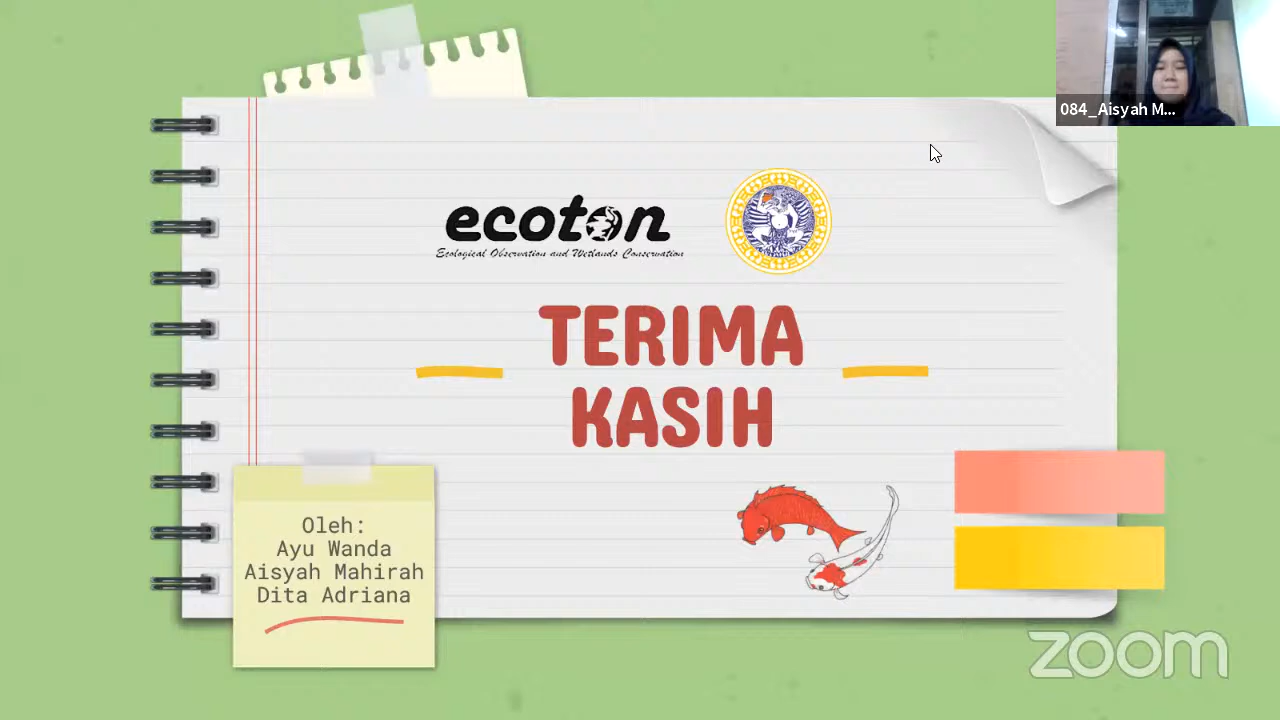 084_Aisyah M...
ecoton
Ecological Observation and Wetlands Conservation
TERIMA
KASIH
Oleh:
Ayu Wanda
Aisyah Mahirah
Dita Adriana
zoom